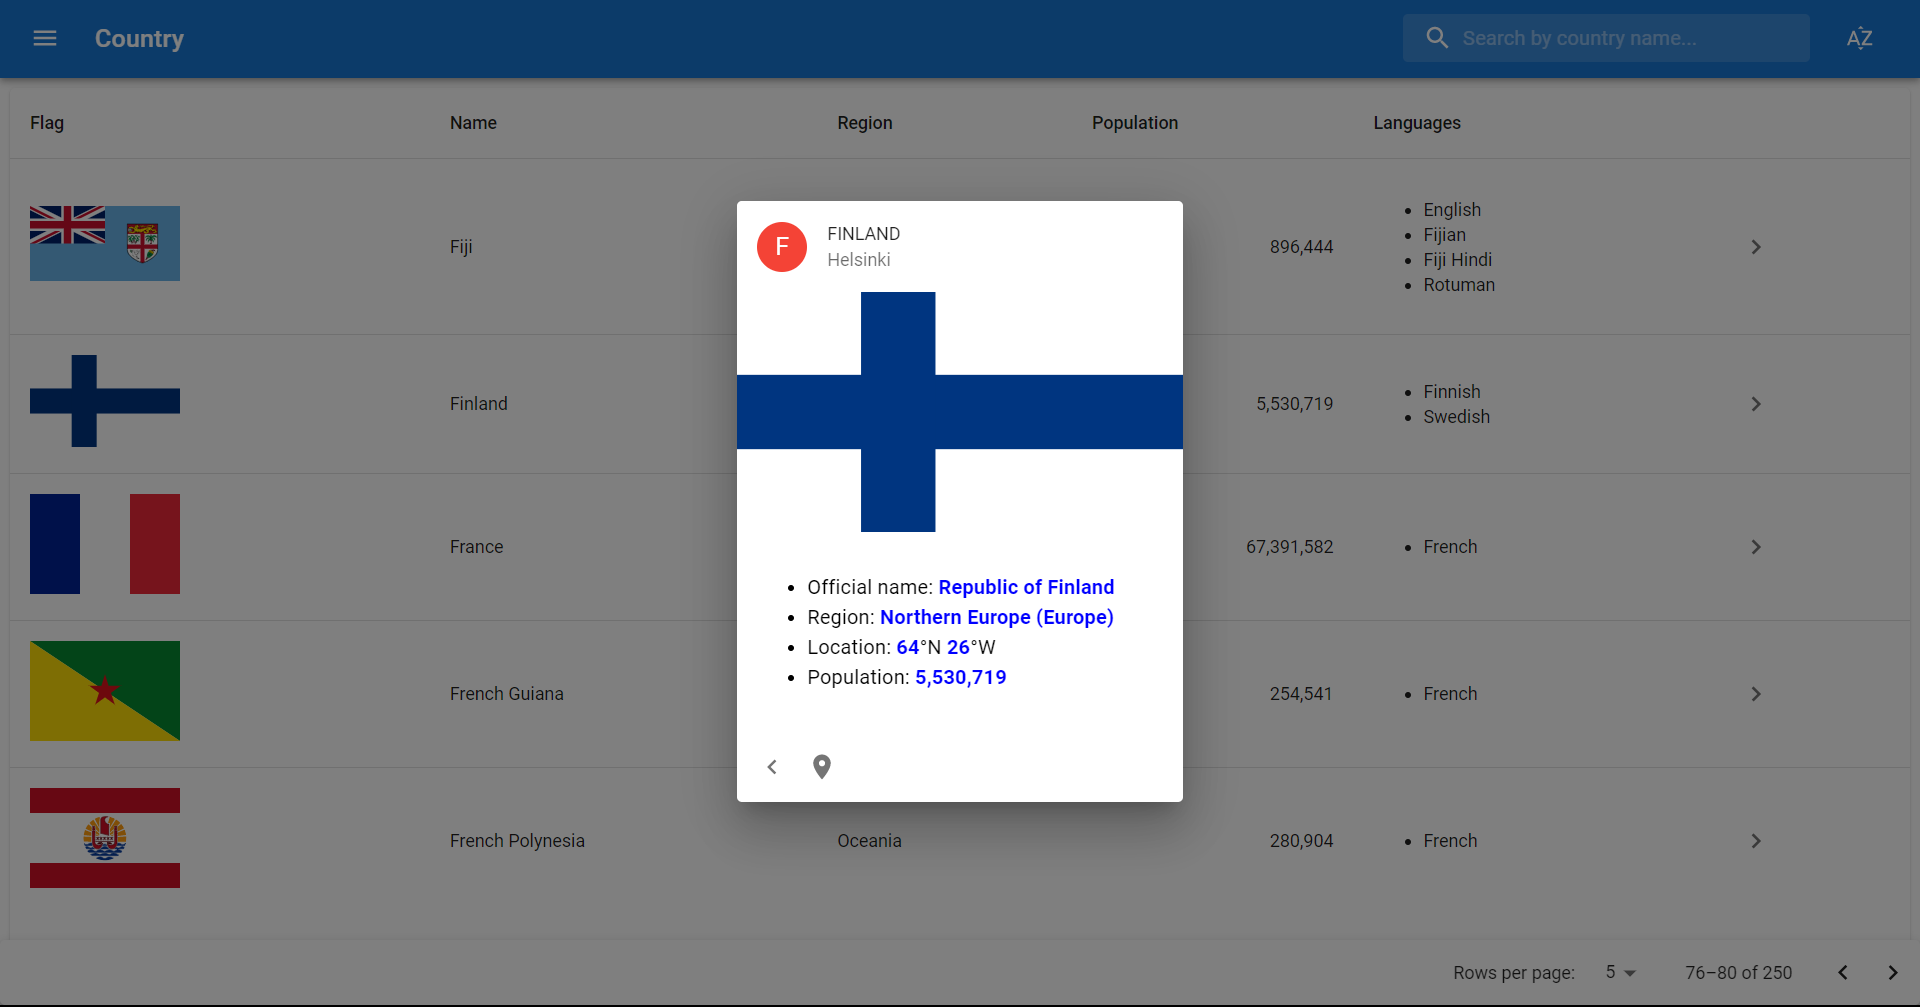 Country
Search by country name...
AZ
Flag Name Region Population Languages
Fiji 896,444
English
Fijian
Fiji Hindi
Rotuman
Finland 5,530,719
Finnish
Swedish
France 67,391,582
French
French Guiana 254,541
French
French Polynesia Oceania 280,904
French
F
FINLAND
Helsinki
Official name: Republic of Finland
Region: Northern Europe (Europe)
Location: 64°N 26°W
Population: 5,530,719
Rows per page: 5 76–80 of 250